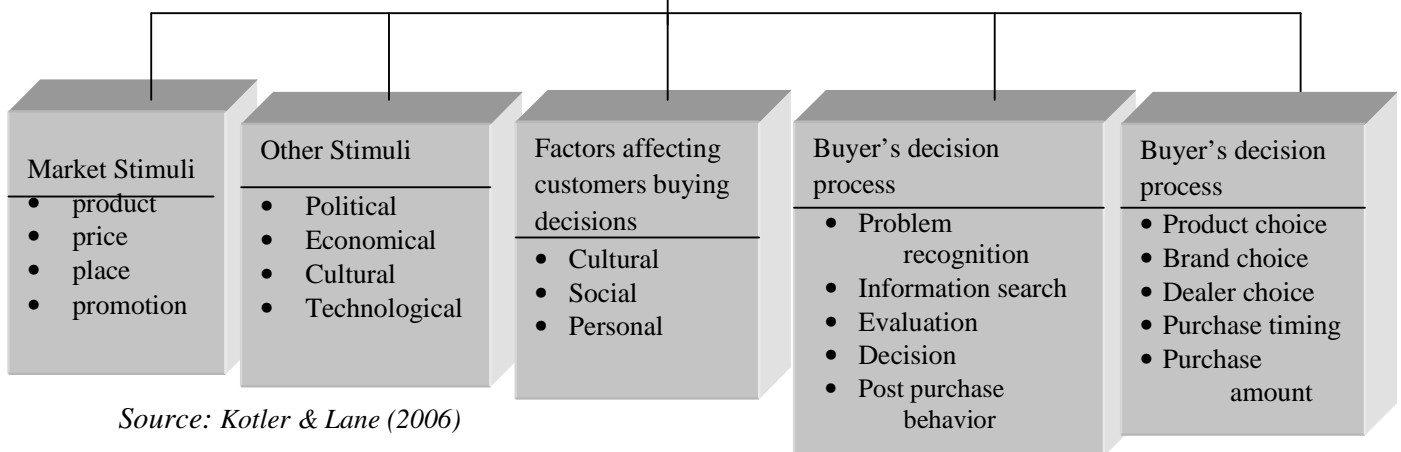 Market Stimuli
• product
• price
• place
• promotion
Other Stimuli
• Political
• Economical
• Cultural
• Technological
Factors affecting
customers buying
decisions
• Cultural
• Social
• Personal
Buyer’s decision
process
• Problem
recognition
• Information search
• Evaluation
• Decision
• Post purchase
behavior
Buyer’s decision
process
• Product choice
• Brand choice
• Dealer choice
• Purchase timing
• Purchase
amount
Source: Kotler & Lane (2006)